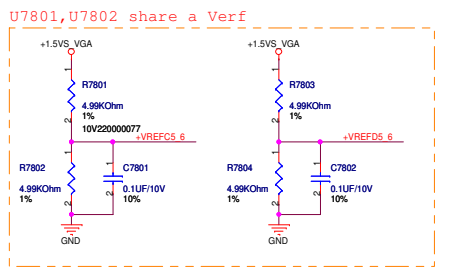 U7801,U7802 share a Verf
+1.5VS_VGA
1
R7801
4.99KOhm
1%
10V220000077
2
+VREFC5_6
1
R7802
4.99KOhm
1%
2
1
C7801
0.1UF/10V
10%
2
GND
+1.5VS_VGA
1
R7803
4.99KOhm
1%
2
+VREFD5_6
1
R7804
4.99KOhm
1%
2
1
C7802
0.1UF/10V
10%
2
GND